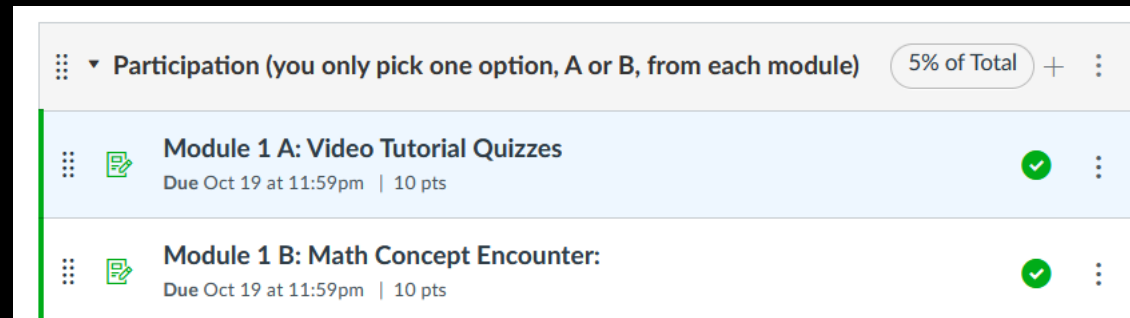 Participation (you only pick one option, A or B, from each module) 5% of Total
Module 1 A: Video Tutorial Quizzes
Due Oct 19 at 11:59pm | 10 pts
Module 1 B: Math Concept Encounter:
Due Oct 19 at 11:59pm | 10 pts